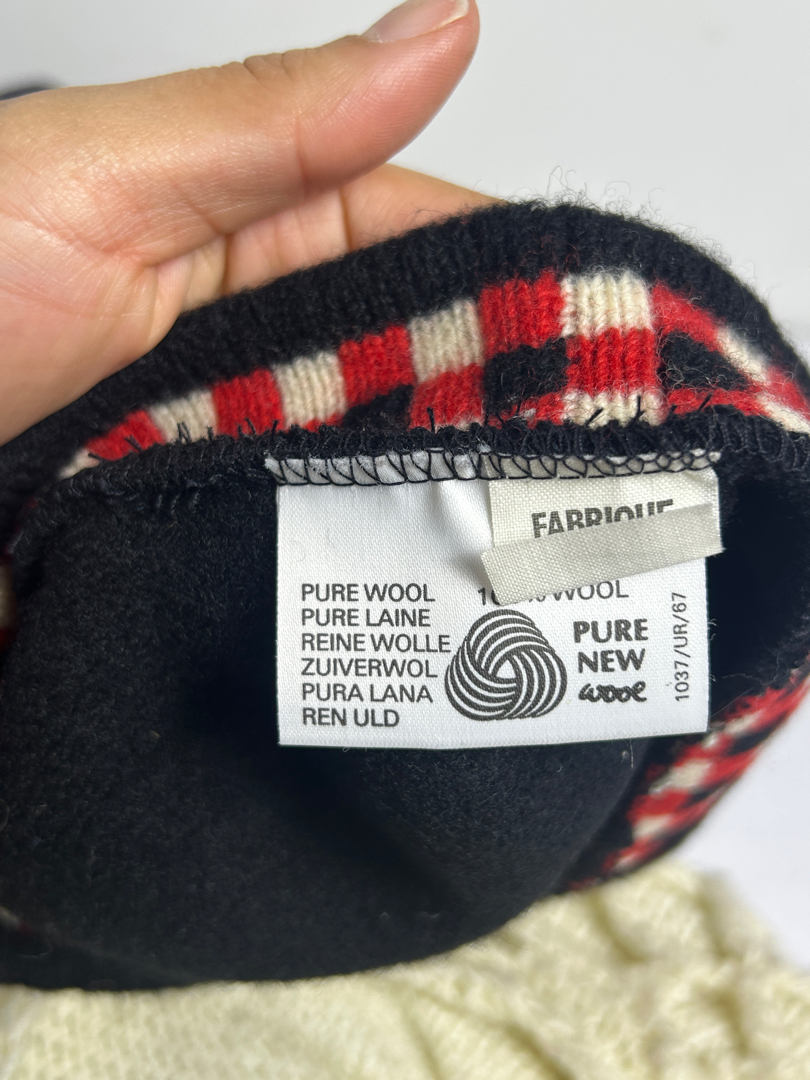 FABRIQUE
WOOL
PURE WOOL
PURE LAINE
REINE WOLLE
ZUIVERWOL
PURA LANA
REN ULD
PURE
NEW
wool
1037/UR/67